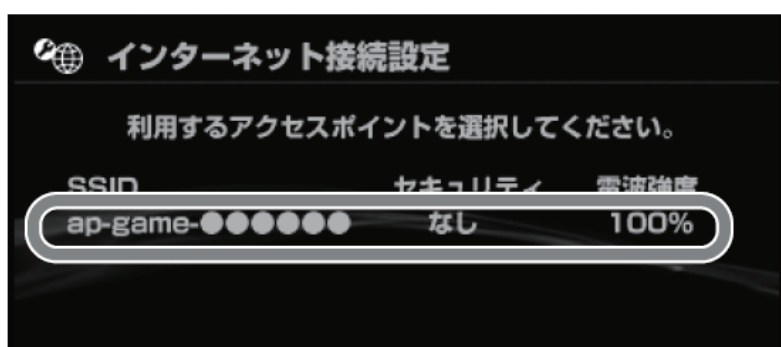 インターネット接続設定
利用するアクセスポイントを選択してください。
SSID セキュリティ 電波強度
ap-game-●●●●●● なし 100%